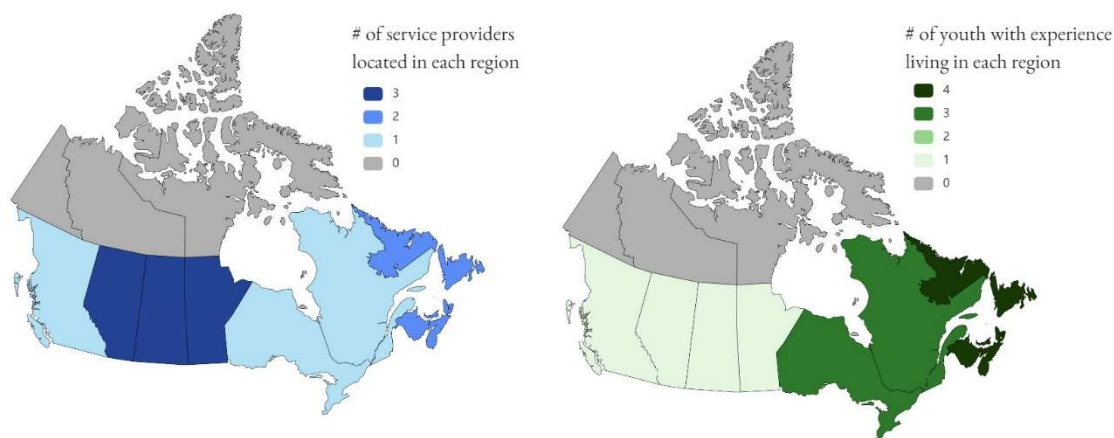 # of service providers
located in each region
3
2
1
0
# of youth with experience
living in each region
4
3
2
1
0